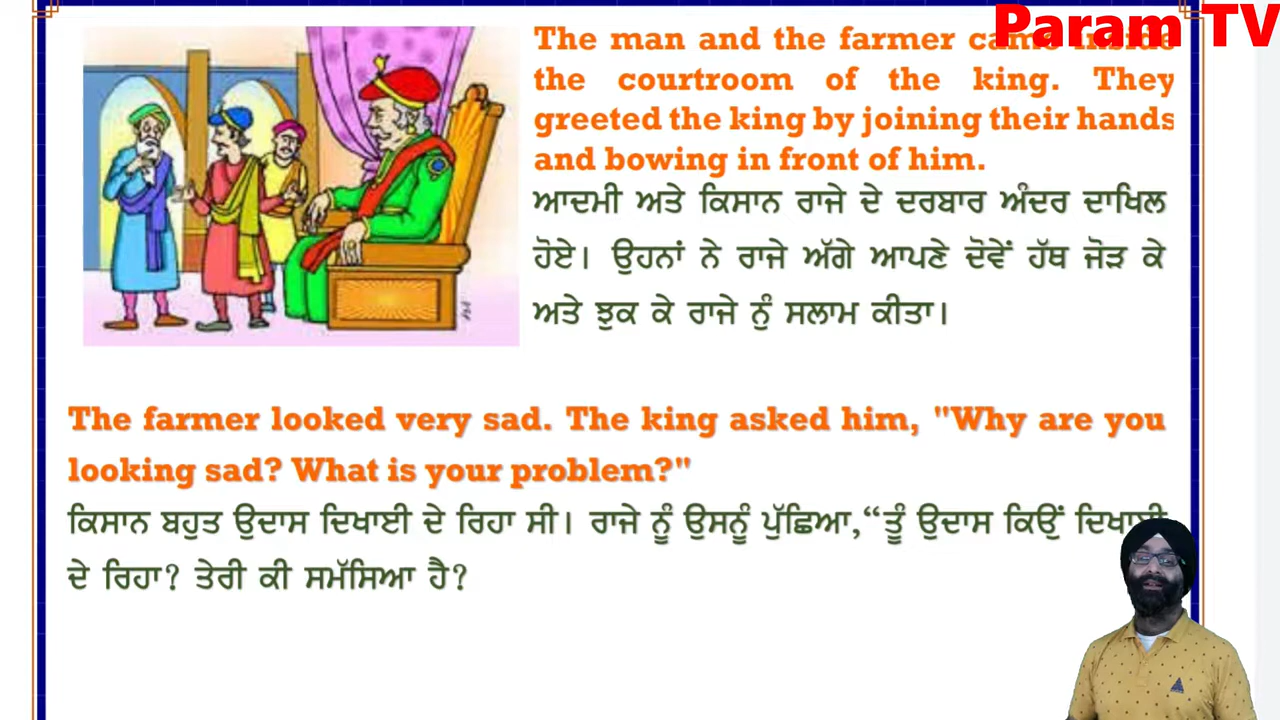 Param TV
The man and the farmer came inside
the courtroom of the king. They
greeted the king by joining their hands
and bowing in front of him.
ਆਦਮੀ ਅਤੇ ਕਿਸਾਨ ਰਾਜੇ ਦੇ ਦਰਬਾਰ ਅੰਦਰ ਦਾਖਿਲ
ਹੋਏ। ਉਹਨਾਂ ਨੇ ਰਾਜੇ ਅੱਗੇ ਆਪਣੇ ਦੋਵੇਂ ਹੱਥ ਜੋੜ ਕੇ
ਅਤੇ ਝੁਕ ਕੇ ਰਾਜੇ ਨੁੰ ਸਲਾਮ ਕੀਤਾ।
The farmer looked very sad. The king asked him, "Why are you
looking sad? What is your problem?"
ਕਿਸਾਨ ਬਹੁਤ ਉਦਾਸ ਦਿਖਾਈ ਦੇ ਰਿਹਾ ਸੀ। ਰਾਜੇ ਨੂੰ ਉਸਨੂੰ ਪੁੱਛਿਆ,“ਤੂੰ ਉਦਾਸ ਕਿਉਂ ਦਿਖਾਈ
ਦੇ ਰਿਹਾ? ਤੇਰੀ ਕੀ ਸਮੱਸਿਆ ਹੈ?